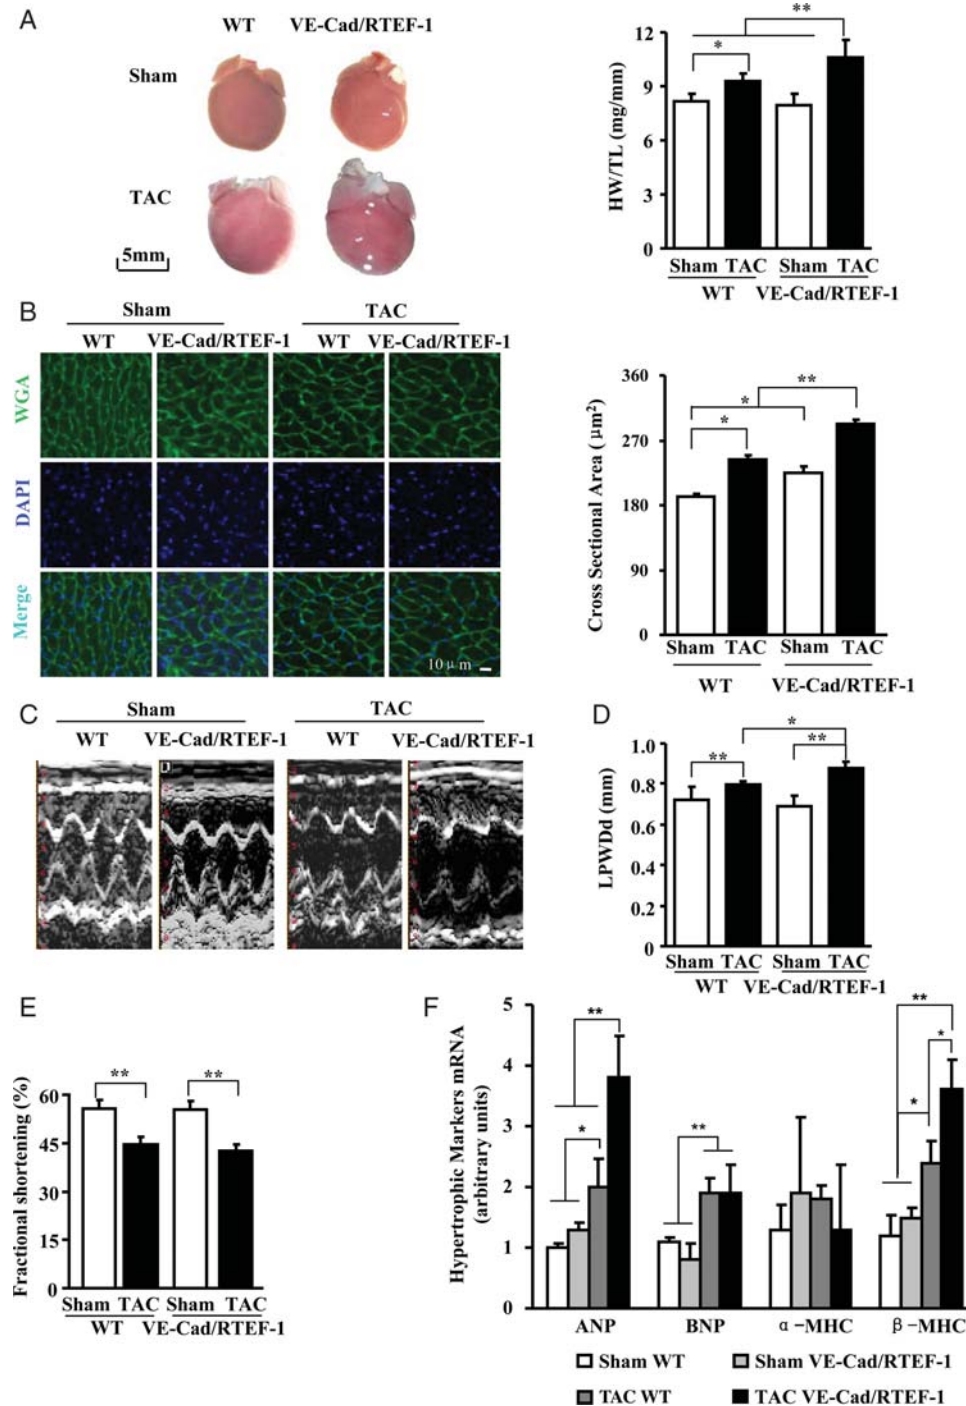 A
WT VE-Cad/RTEF-1
Sham
TAC
5mm
HW/TL (mg/mm)
12
9
6
3
0
* **
Sham TAC Sham TAC
WT VE-Cad/RTEF-1
B
Sham TAC
WT VE-Cad/RTEF-1 WT VE-Cad/RTEF-1
WGA
DAPI
Merge
10 μm
Cross Sectional Area (μm²)
360
270
180
90
0
* * **
Sham TAC Sham TAC
WT VE-Cad/RTEF-1
C
Sham TAC
WT VE-Cad/RTEF-1 WT VE-Cad/RTEF-1
D
LPWDd (mm)
1.0
0.8
0.6
0.4
0.2
0
*
** **
Sham TAC Sham TAC
WT VE-Cad/RTEF-1
E
Fractional shortening (%)
60
45
30
15
0
** **
Sham TAC Sham TAC
WT VE-Cad/RTEF-1
F
Hypertrophic Markers mRNA
(arbitrary units)
5
4
3
2
1
0
** * ** ** * *
ANP BNP α-MHC β-MHC
Sham WT Sham VE-Cad/RTEF-1
TAC WT TAC VE-Cad/RTEF-1